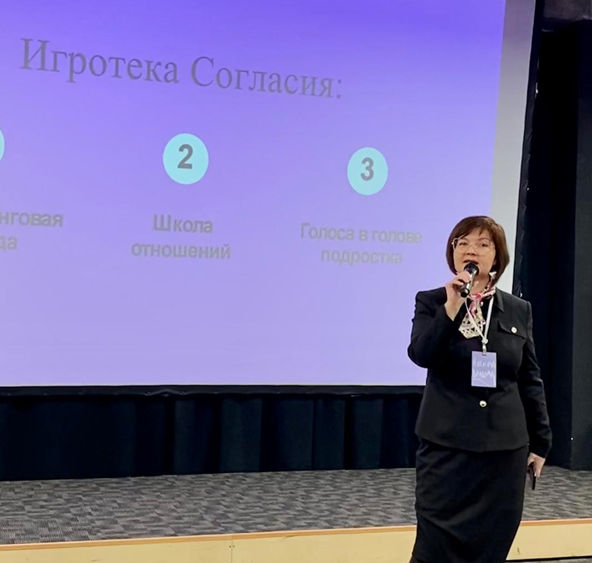 Игротека Согласия:
2
3
Школа
отношений
Голоса в голове
подростка